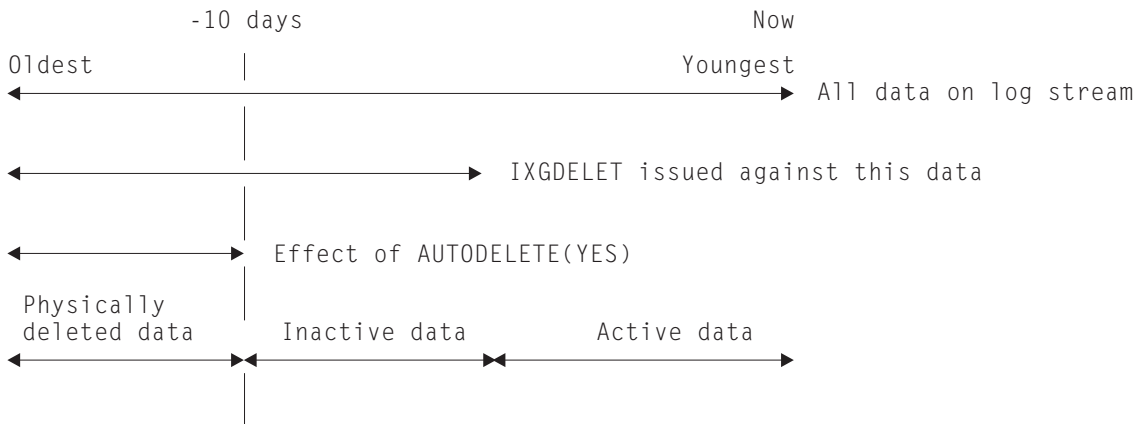 -10 days Now
Oldest Youngest
All data on log stream
IXGDELET issued against this data
Effect of AUTODELETE(YES)
Physically
deleted data Inactive data Active data